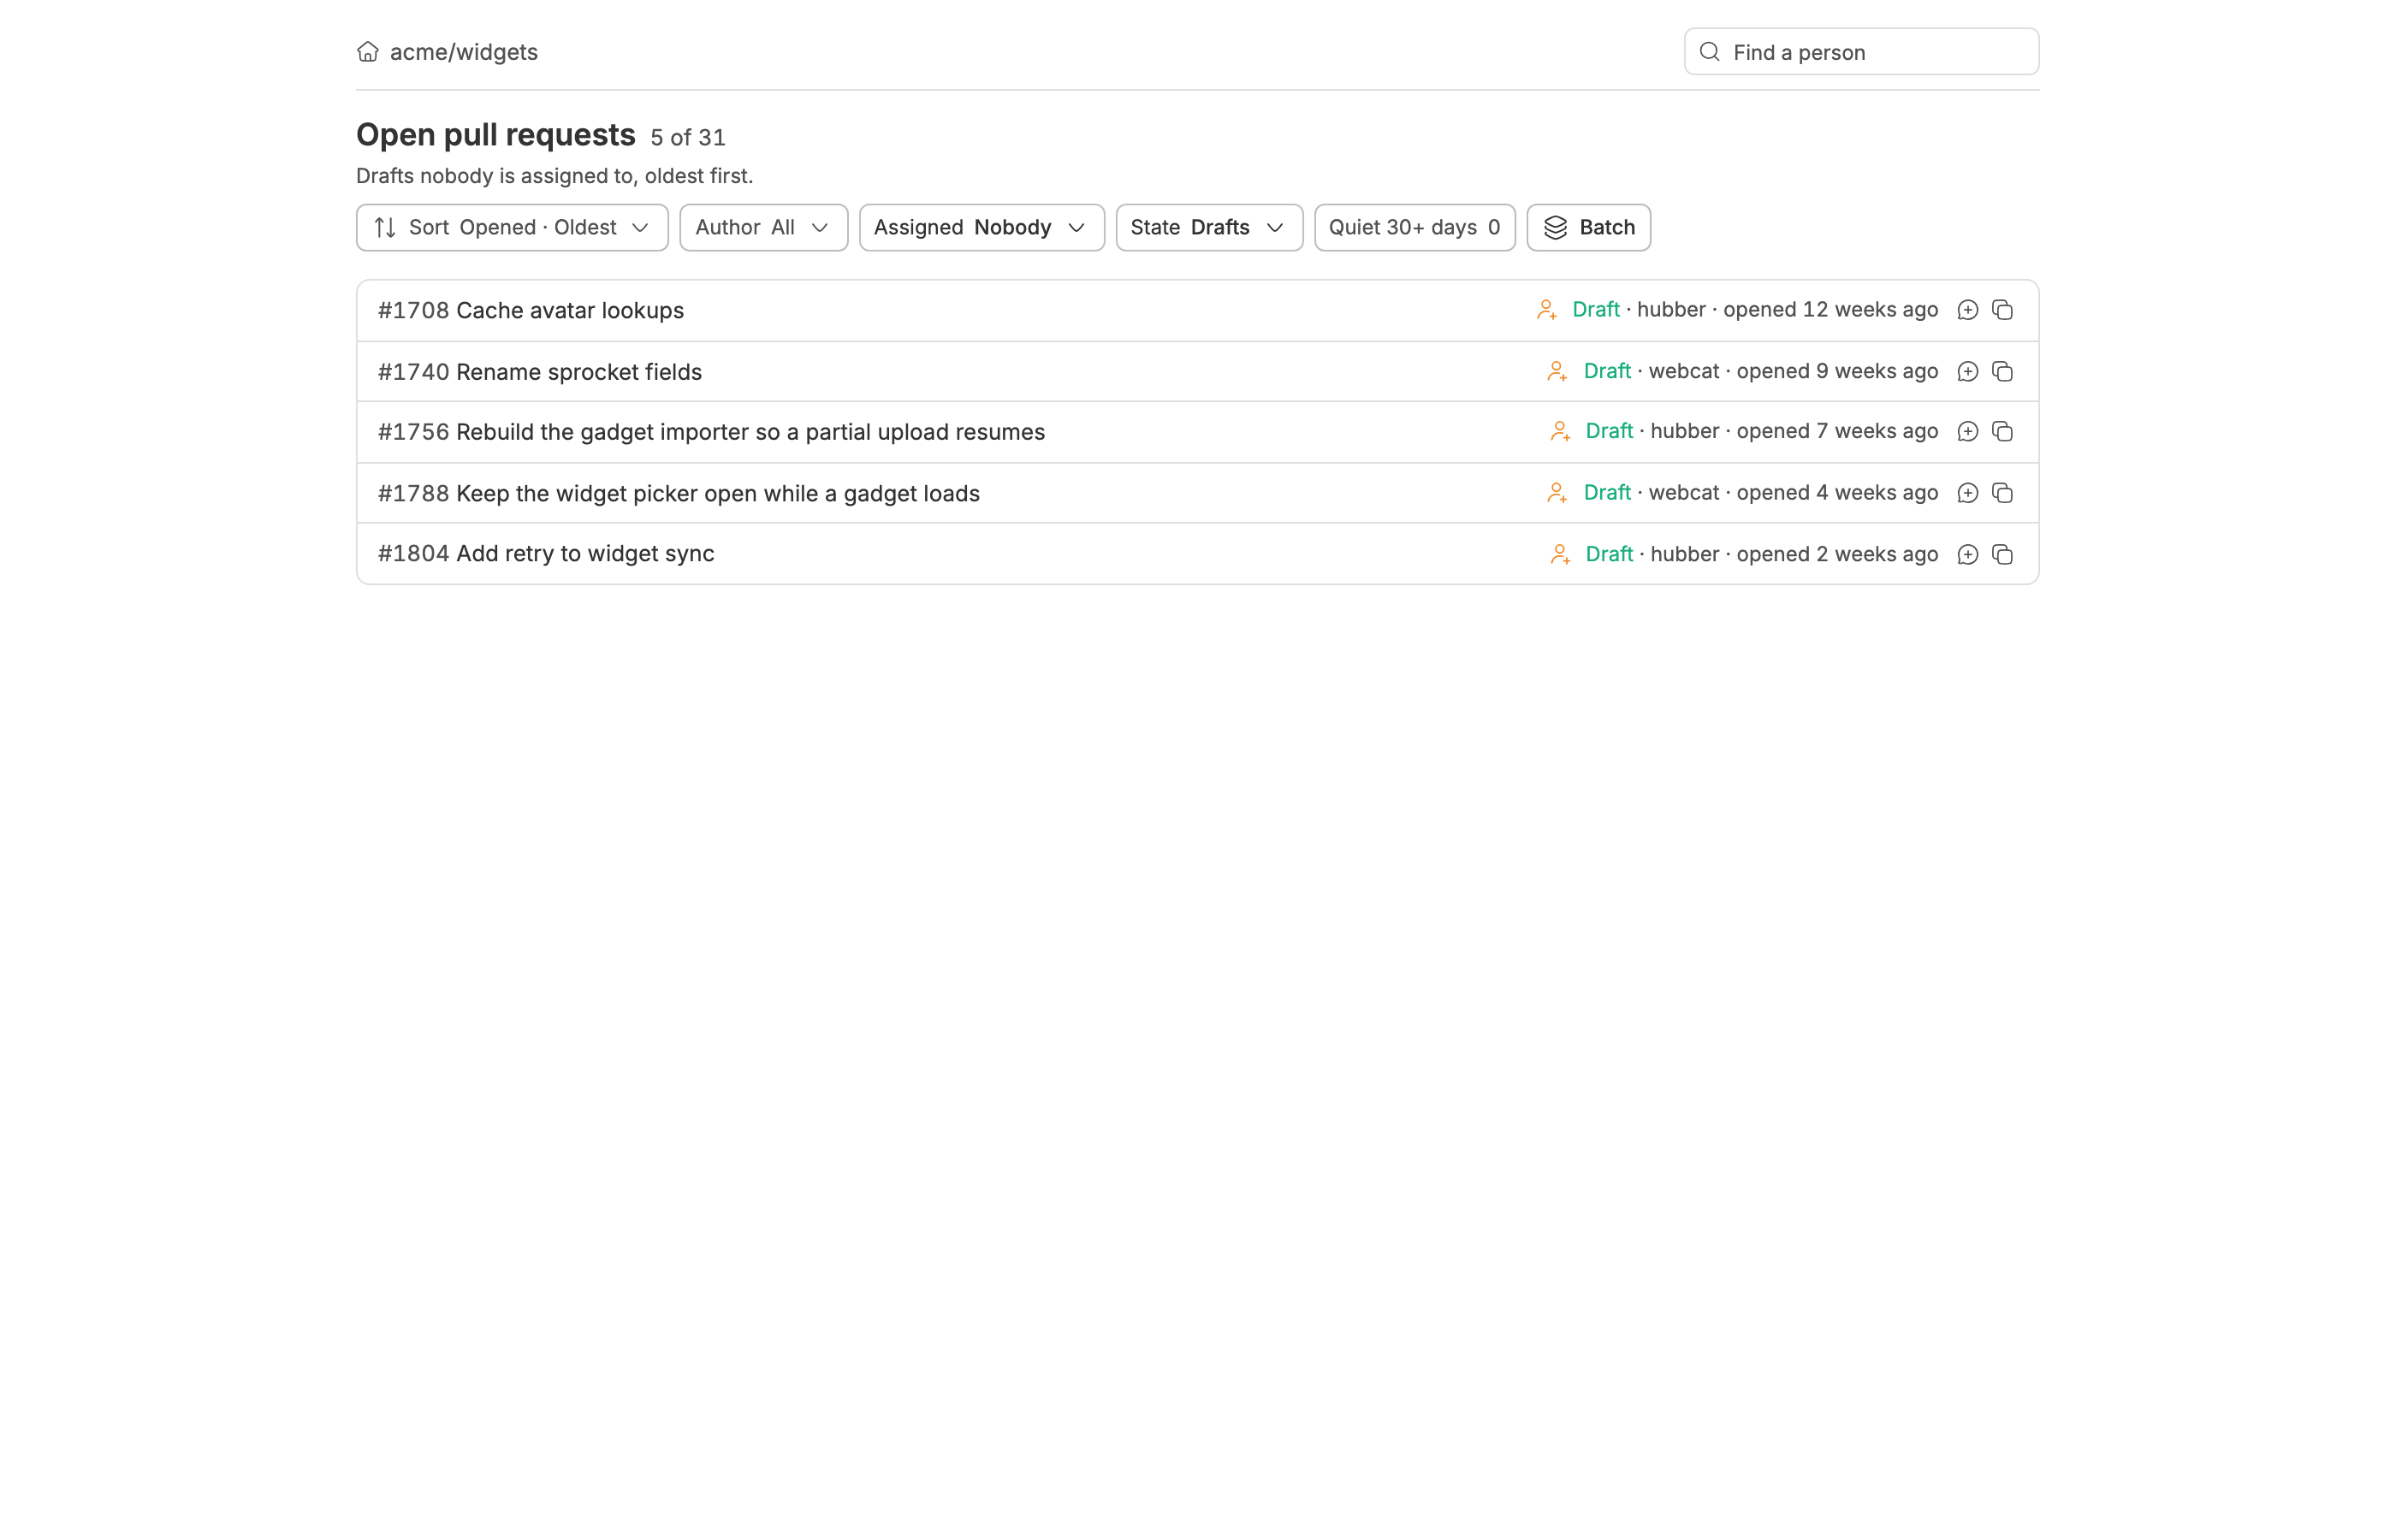 acme/widgets
Find a person
Open pull requests 5 of 31
Drafts nobody is assigned to, oldest first.
Sort Opened · Oldest Author All Assigned Nobody State Drafts Quiet 30+ days 0 Batch
#1708 Cache avatar lookups Draft · hubber · opened 12 weeks ago
#1740 Rename sprocket fields Draft · webcat · opened 9 weeks ago
#1756 Rebuild the gadget importer so a partial upload resumes Draft · hubber · opened 7 weeks ago
#1788 Keep the widget picker open while a gadget loads Draft · webcat · opened 4 weeks ago
#1804 Add retry to widget sync Draft · hubber · opened 2 weeks ago